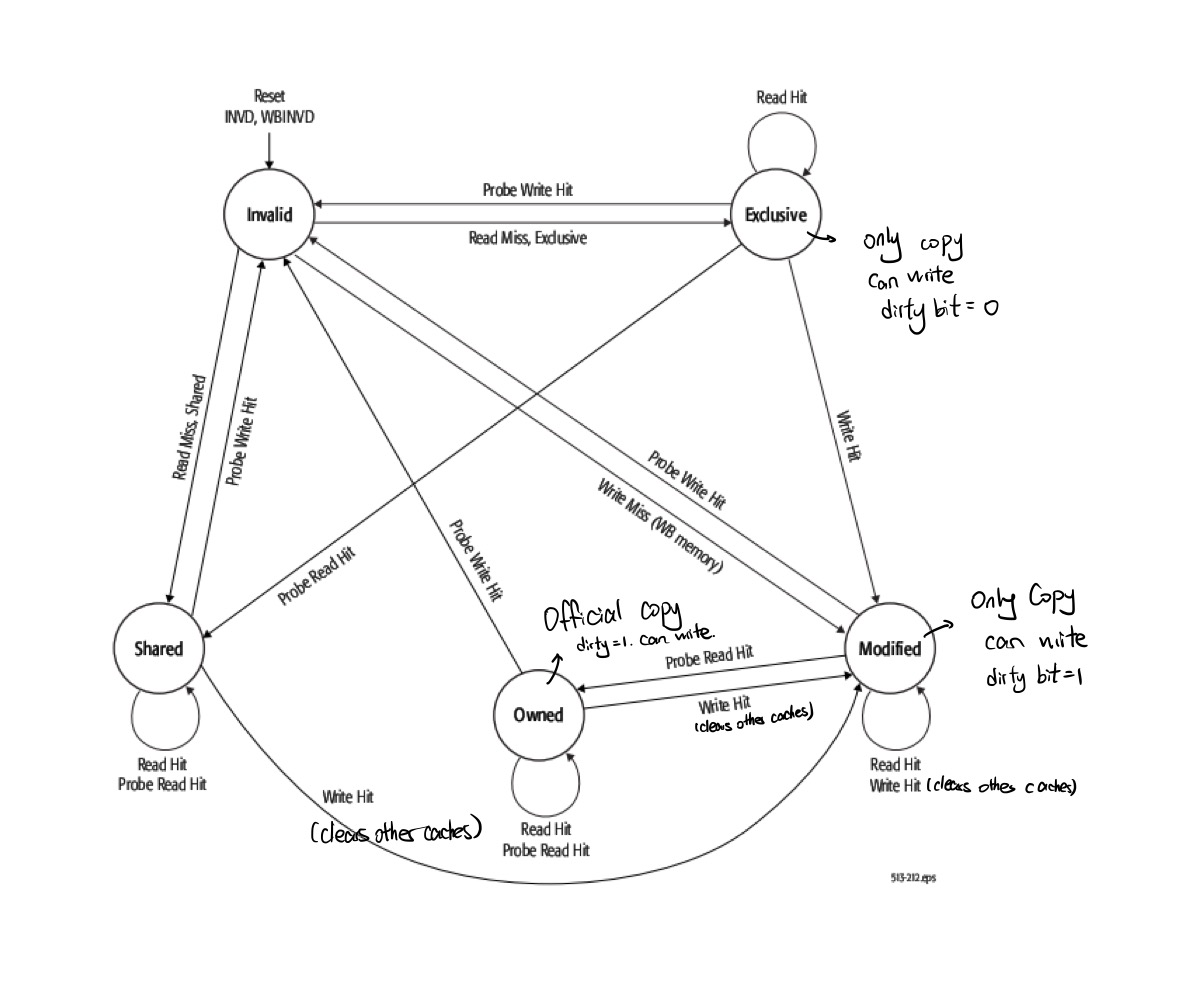 Reset
INVD, WBINVD
Read Hit
Invalid
Probe Write Hit
Read Miss, Exclusive
Exclusive
only copy
can write
dirty bit = 0
Read Miss, Shared
Probe Write Hit
Probe Read Hit
Probe Write Hit
Probe Write Hit
Write Miss (WB memory)
Write Hit
Shared
Read Hit
Probe Read Hit
Official copy
dirty=1. can write.
Owned
Probe Read Hit
Write Hit
(clears other caches)
Modified
Only Copy
can write
dirty bit=1
Read Hit
Write Hit (clears other caches)
Write Hit
(clears other caches)
Read Hit
Probe Read Hit
513-212.eps